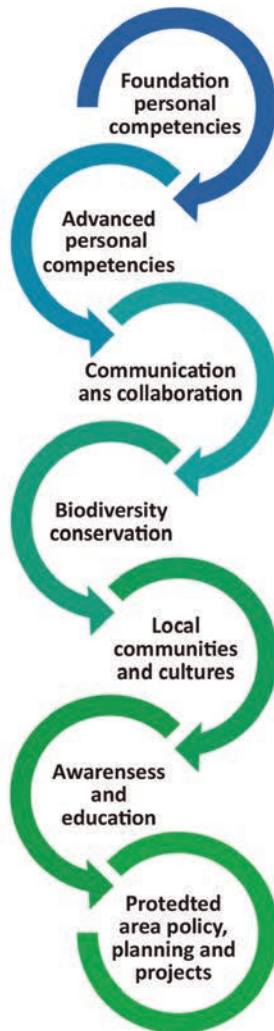 Foundation
personal
competencies
Advanced
personal
competencies
Communication
ans collaboration
Biodiversity
conservation
Local
communities
and cultures
Awarensess
and
education
Protedted
area policy,
planning and
projects